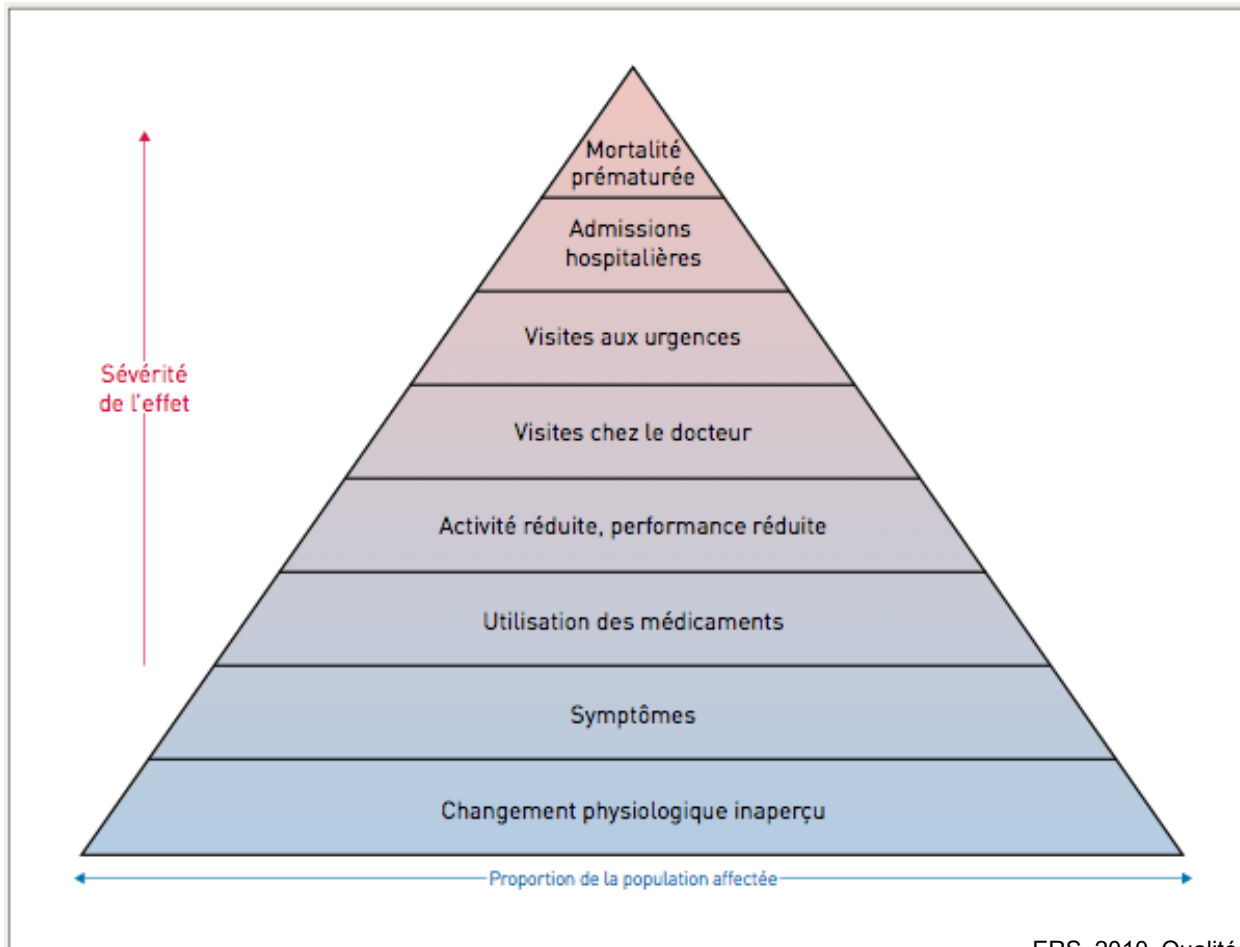 Mortalité
prématurée
Admissions
hospitalières
Visites aux urgences
Sévérité
de l'effet
Visites chez le docteur
Activité réduite, performance réduite
Utilisation des médicaments
Symptômes
Changement physiologique inaperçu
Proportion de la population affectée
ERS, 2010, Qualité